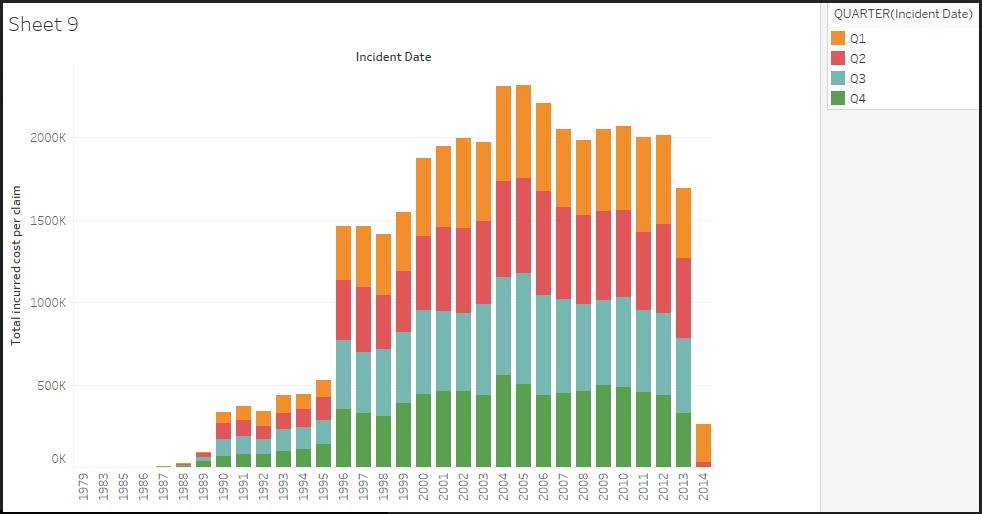 Sheet 9
QUARTER(Incident Date)
Q1
Q2
Q3
Q4
Incident Date
Total incurred cost per claim
2000K
1500K
1000K
500K
0K
1979 1983 1985 1986 1987 1988 1989 1990 1991 1992 1993 1994 1995 1996 1997 1998 1999 2000 2001 2002 2003 2004 2005 2006 2007 2008 2009 2010 2011 2012 2013 2014